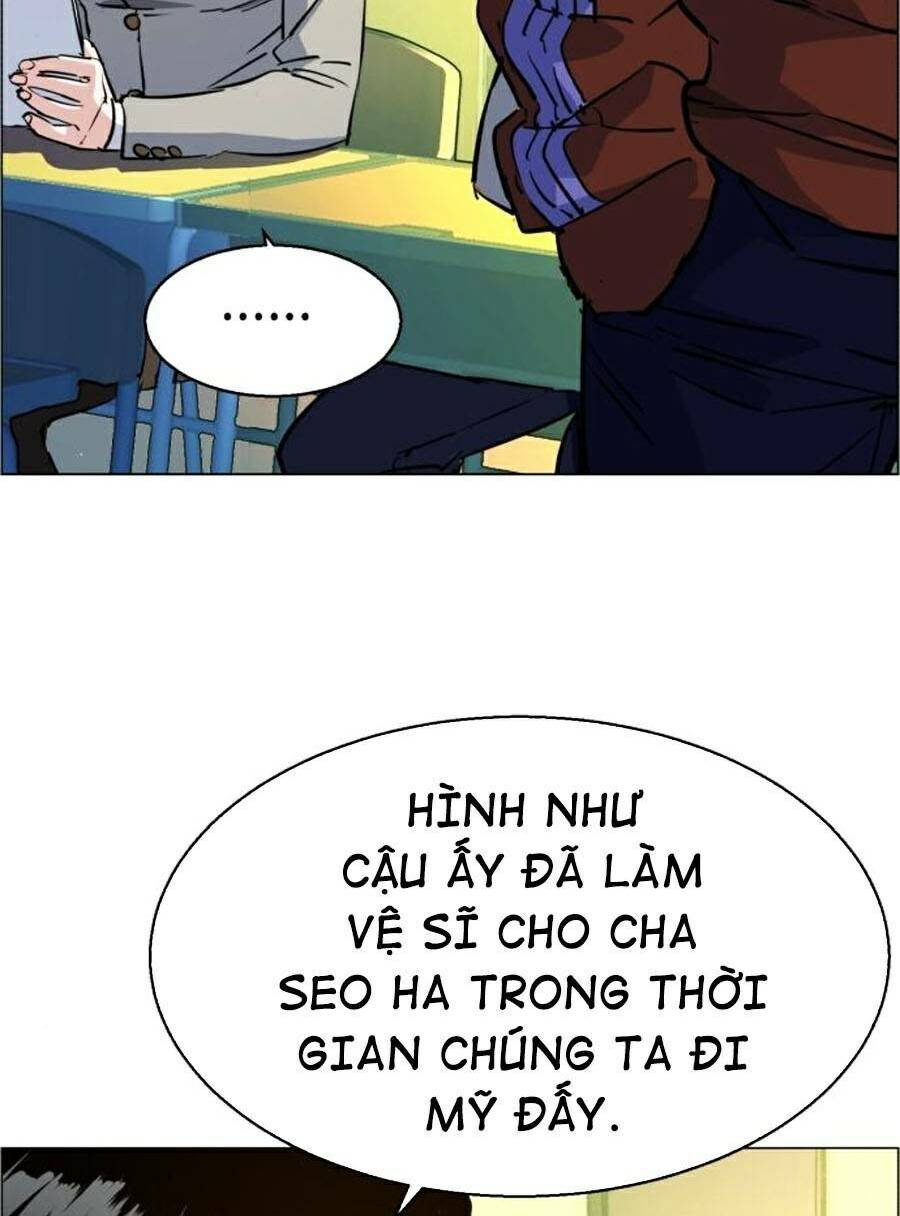 ......
HÌNH NHƯ
CẬU ẤY ĐÃ LÀM
VỆ SĨ CHO CHA
SEO HA TRONG THỜI
GIAN CHÚNG TA ĐI
MỸ ĐẤY.